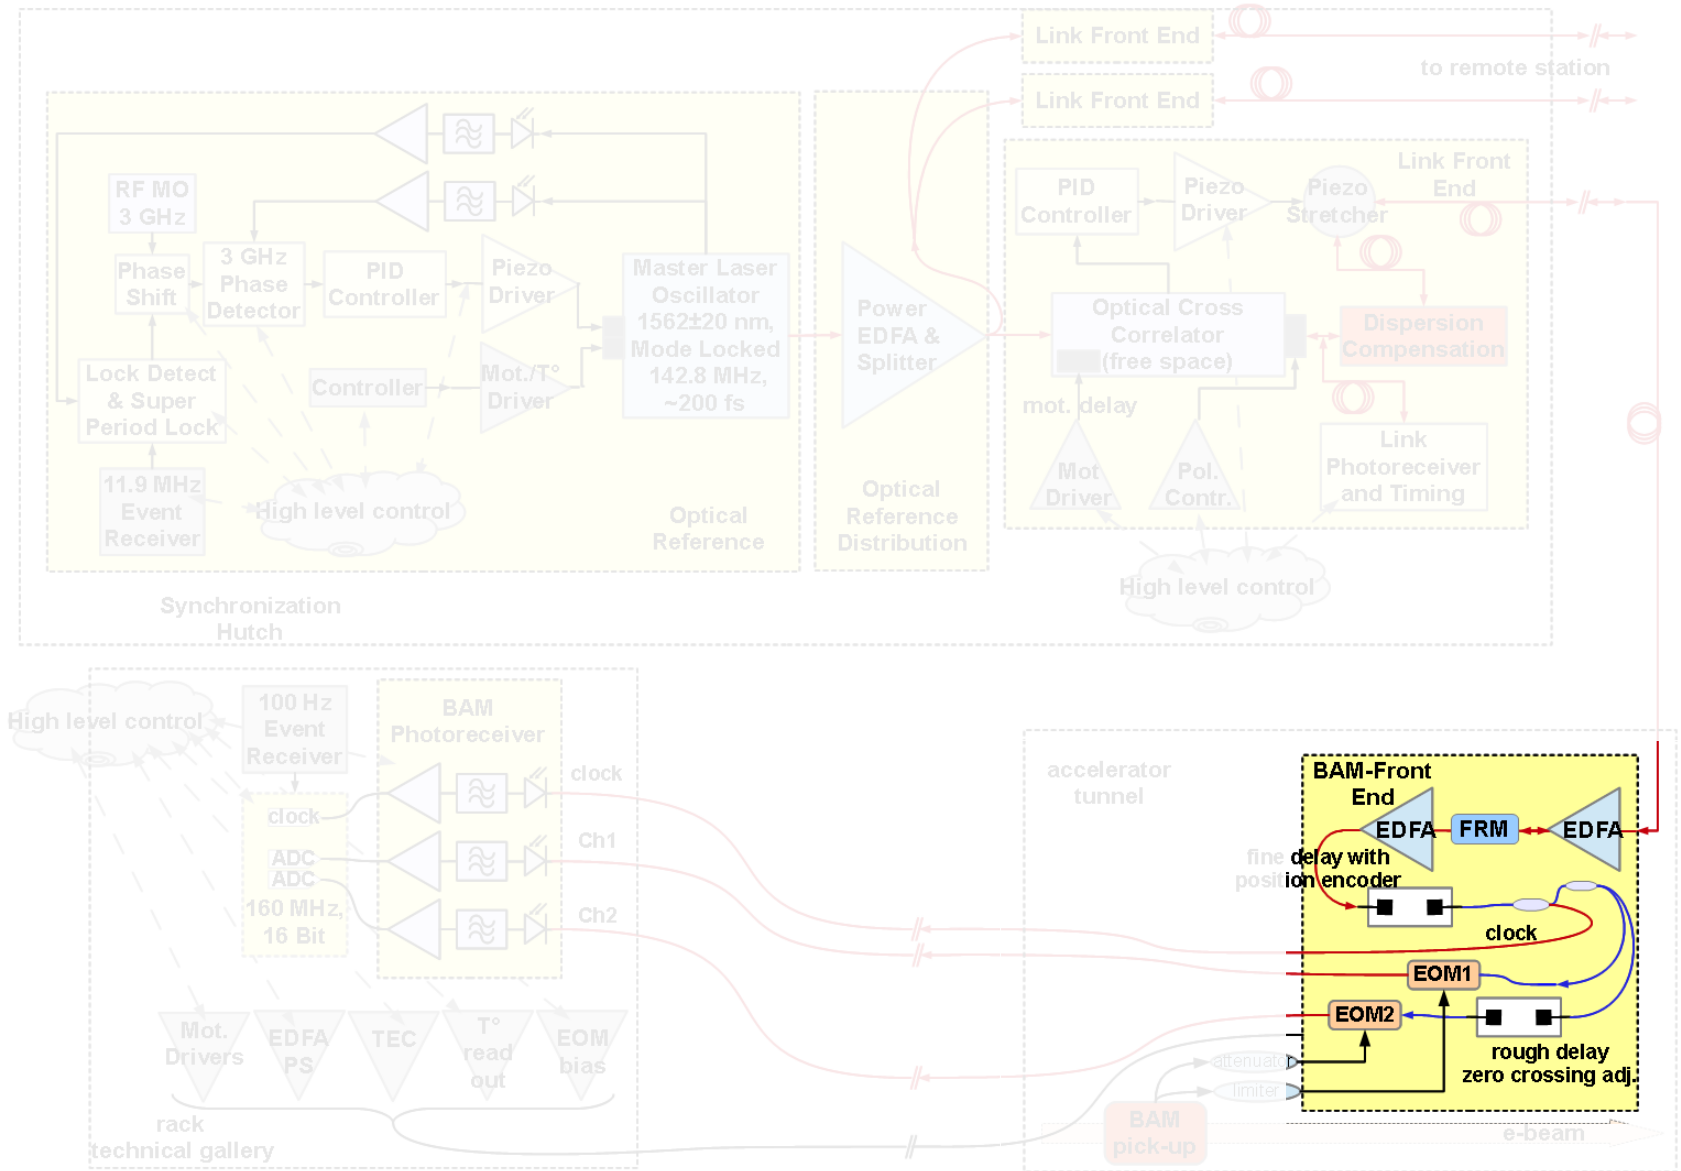 Link Front End
to remote station
Link Front End
Link Front
End
PID
Controller
Piezo
Driver
Piezo
Stretcher
RF MO
3 GHz
3 GHz
Phase
Detector
Phase
Shift
PID
Controller
Piezo
Driver
Master Laser
Oscillator
1562±20 nm,
Mode Locked
142.8 MHz,
~200 fs
Power
EDFA &
Splitter
Optical Cross
Correlator
(free space)
Dispersion
Compensation
Lock Detect
& Super
Period Lock
Controller
Mot./T°
Driver
mot. delay
Mot
Driver
Pol.
Contr.
Link
Photoreceiver
and Timing
11.9 MHz
Event
Receiver
High level control
Optical
Reference
Optical
Reference
Distribution
High level control
Synchronization
Hutch
High level control
100 Hz
Event
Receiver
BAM
Photoreceiver
clock
Ch1
Ch2
clock
ADC
ADC
160 MHz,
16 Bit
Mot.
Drivers
EDFA
PS
TEC
T°
read
out
EOM
bias
rack
technical gallery
accelerator
tunnel
BAM-Front
End
EDFA
FRM
EDFA
fine delay with
position encoder
clock
EOM1
EOM2
rough delay
zero crossing adj.
attenuator
limiter
BAM
pick-up
e-beam